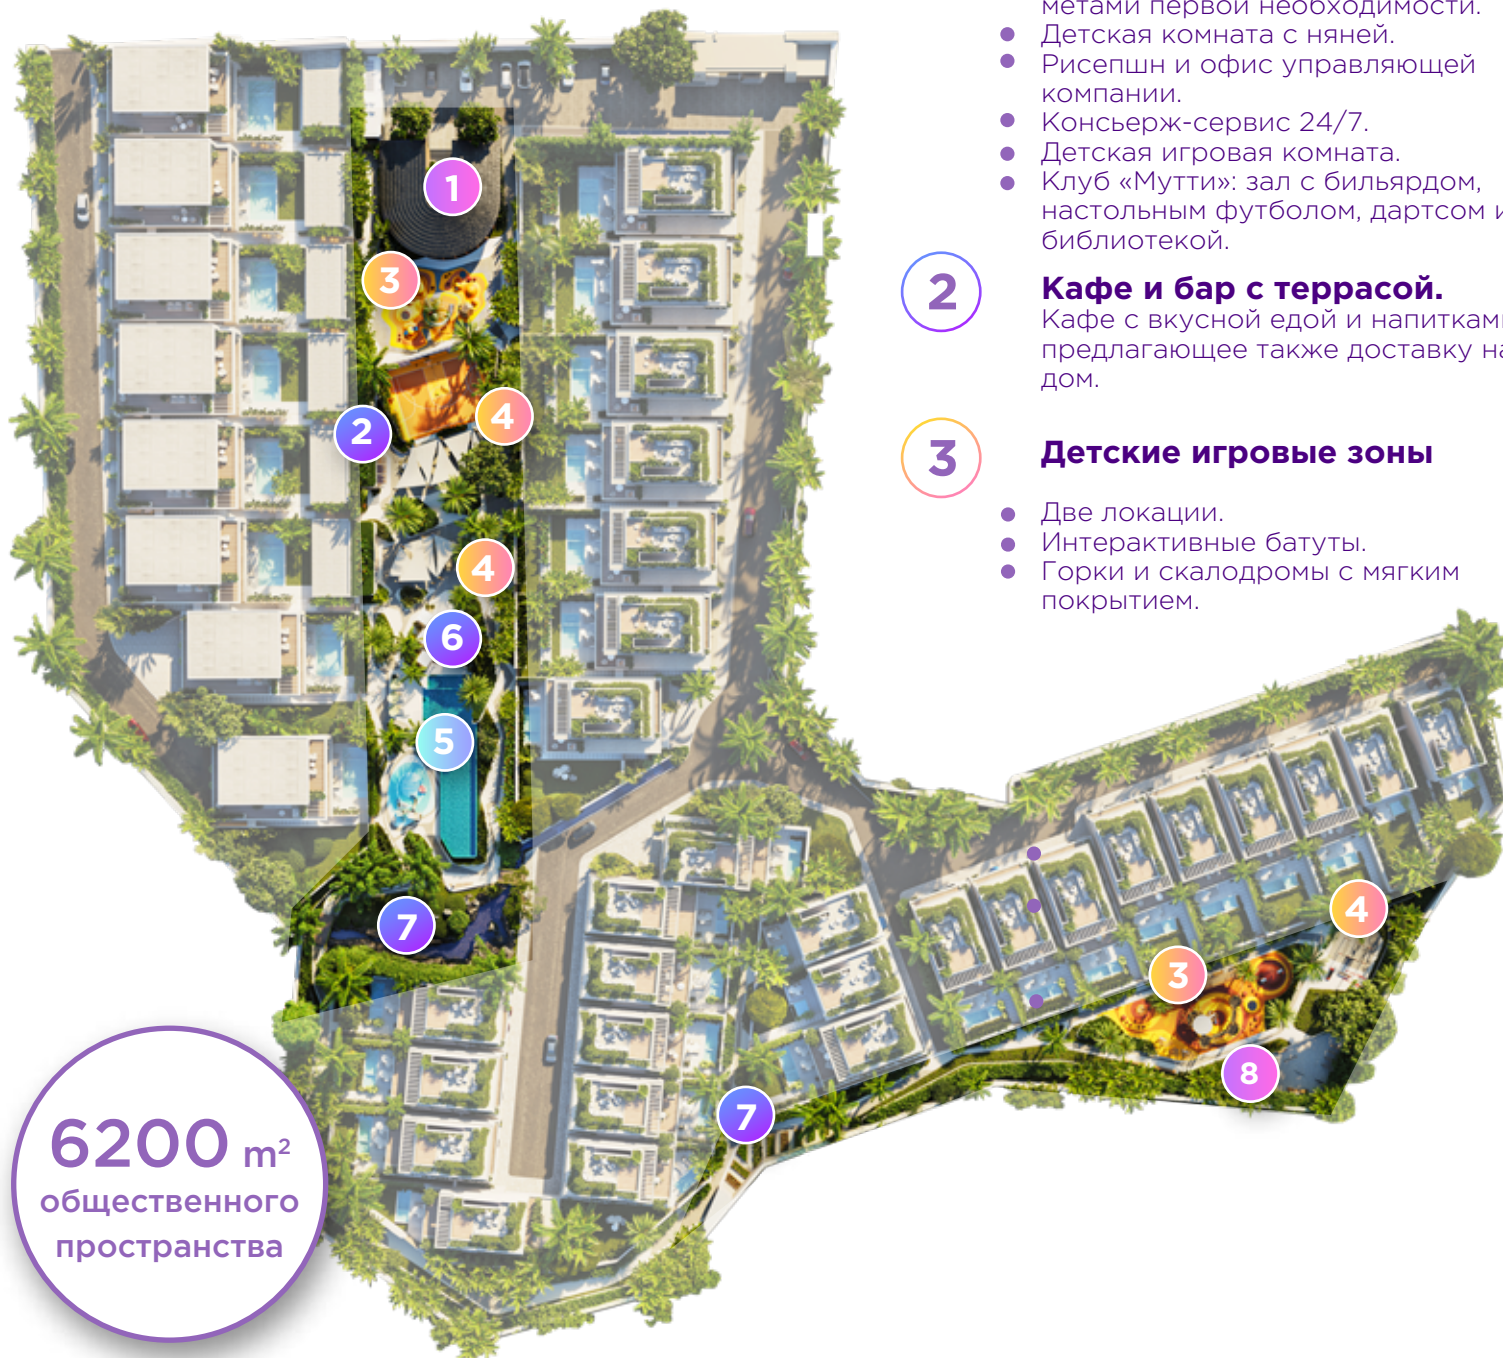 метами первой необходимости.
Детская комната с няней.
Рисепшн и офис управляющей
компании.
Консьерж-сервис 24/7.
Детская игровая комната.
Клуб «Мутти»: зал с бильярдом,
настольным футболом, дартсом и
библиотекой.
2
Кафе и бар с террасой.
Кафе с вкусной едой и напитками
предлагающее также доставку на
дом.
3
Детские игровые зоны
Две локации.
Интерактивные батуты.
Горки и скалодромы с мягким
покрытием.
1
3
4
2
4
6
5
7
4
3
8
7
6200 m²
общественного
пространства